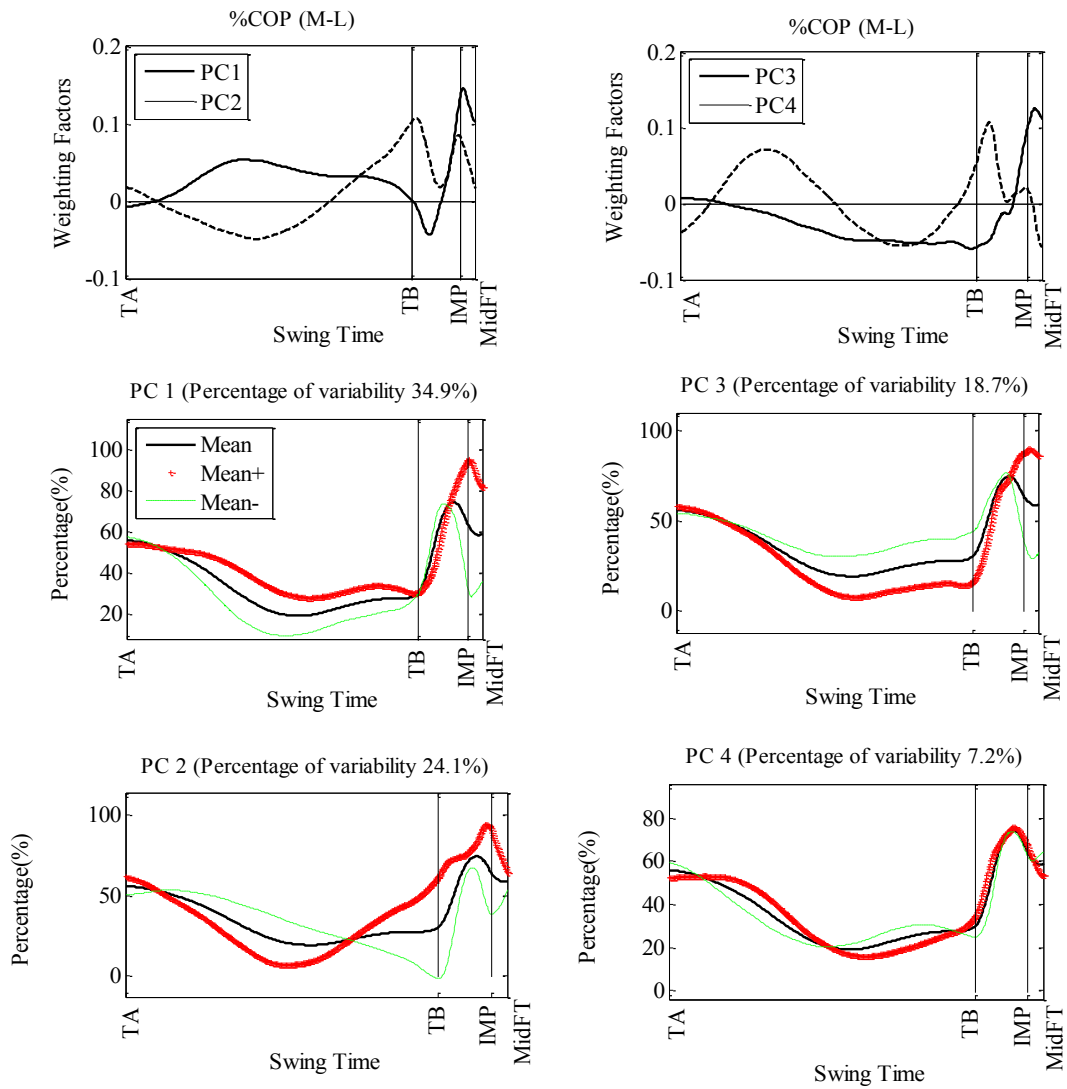 %COP (M-L)
0.2
0.1
0
-0.1
Weighting Factors
PC1
PC2
TA
TB
IMP
MidFT
Swing Time
%COP (M-L)
0.2
0.1
0
-0.1
Weighting Factors
PC3
PC4
TA
TB
IMP
MidFT
Swing Time
PC 1 (Percentage of variability 34.9%)
100
80
60
40
20
Percentage(%)
Mean
Mean+
Mean-
TA
TB
IMP
MidFT
Swing Time
PC 3 (Percentage of variability 18.7%)
100
50
0
Percentage(%)
TA
TB
IMP
MidFT
Swing Time
PC 2 (Percentage of variability 24.1%)
100
50
0
Percentage(%)
TA
TB
IMP
MidFT
Swing Time
PC 4 (Percentage of variability 7.2%)
80
60
40
20
0
Percentage(%)
TA
TB
IMP
MidFT
Swing Time